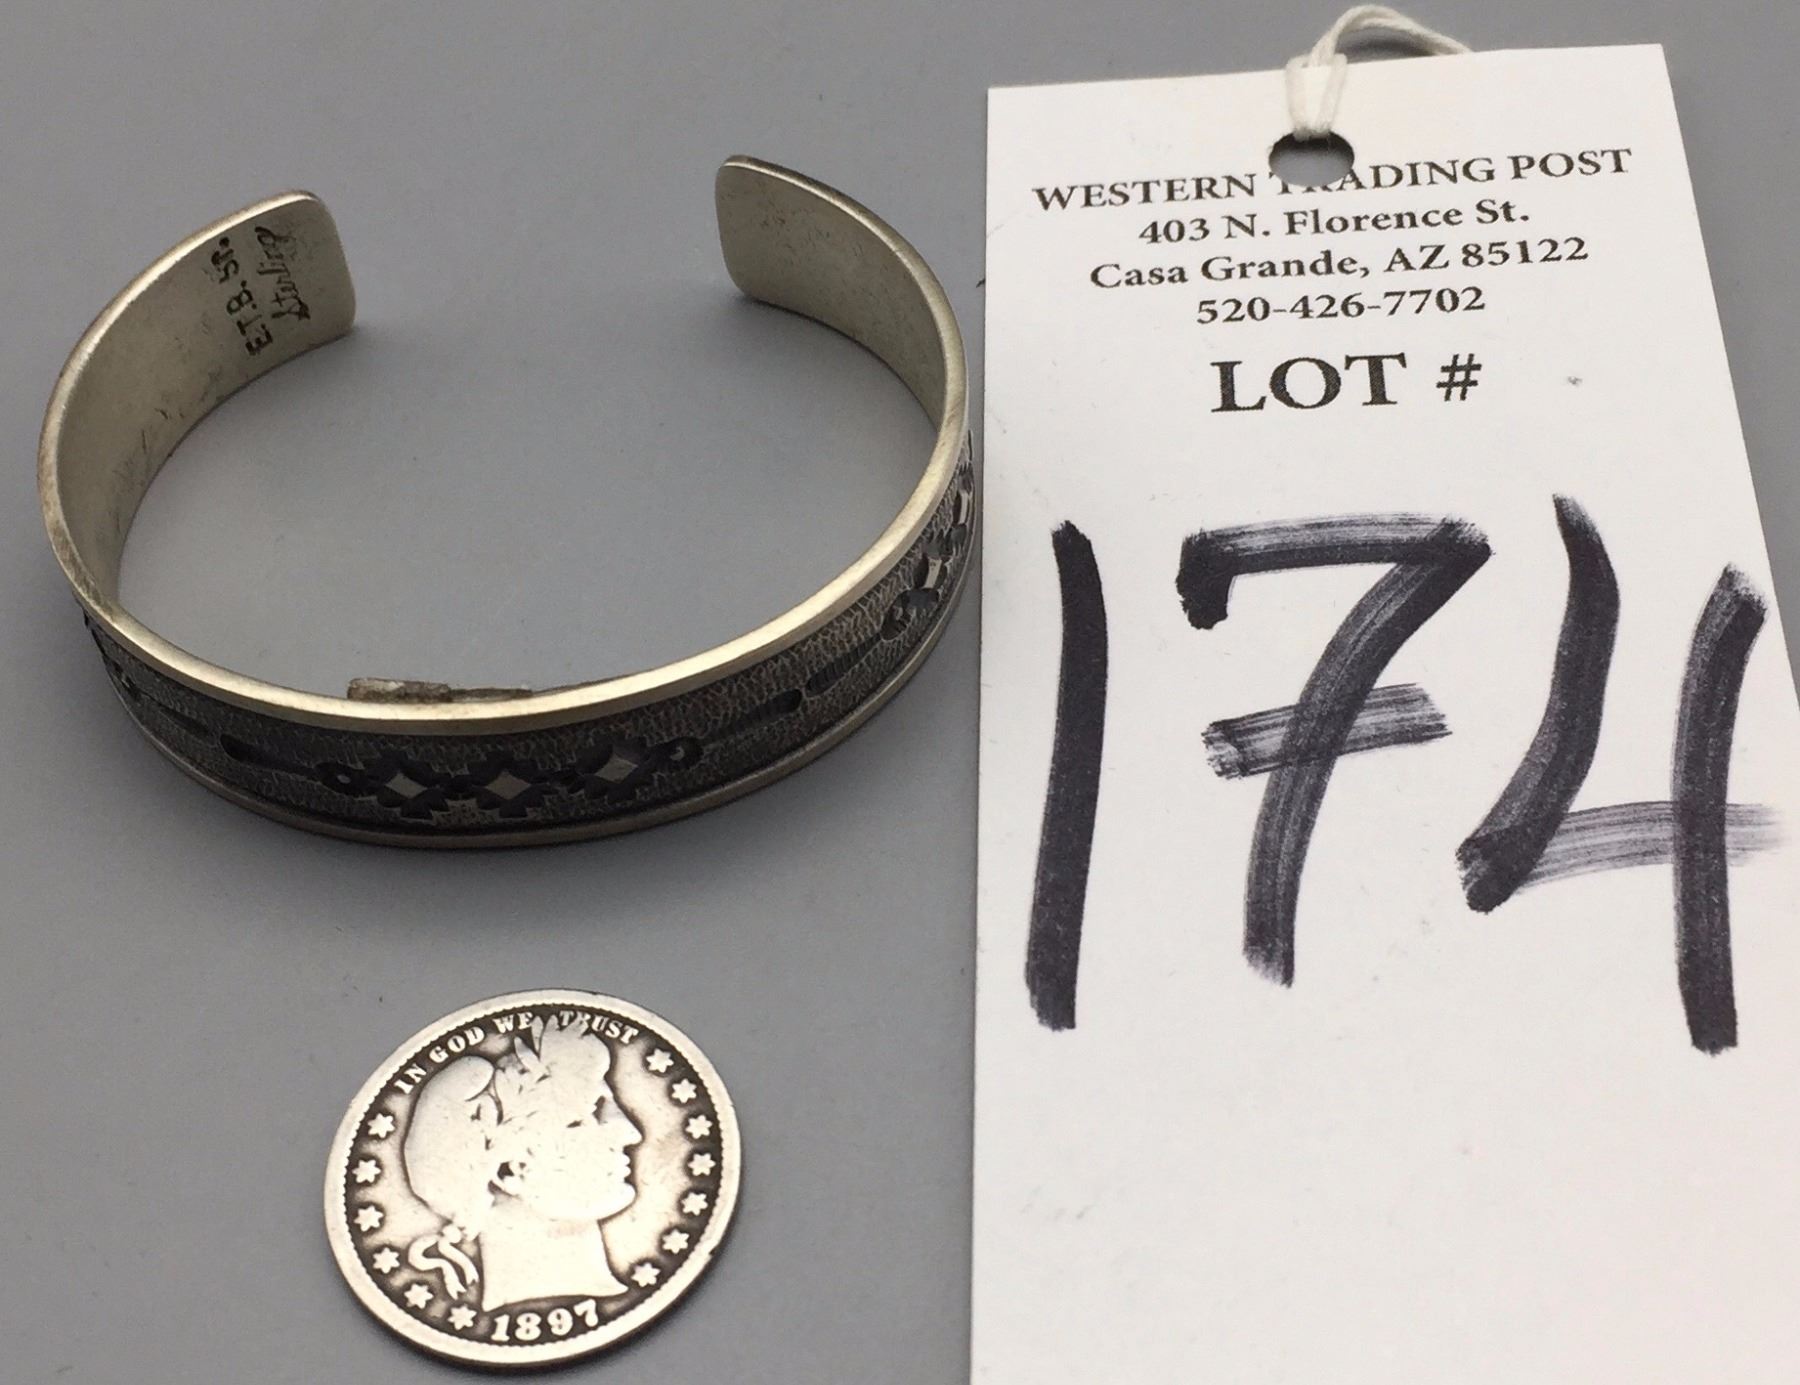 E.T.B. SR.
Sterling
WESTERN TRADING POST
403 N. Florence St.
Casa Grande, AZ 85122
520-426-7702
LOT #
174
IN GOD WE TRUST
1897